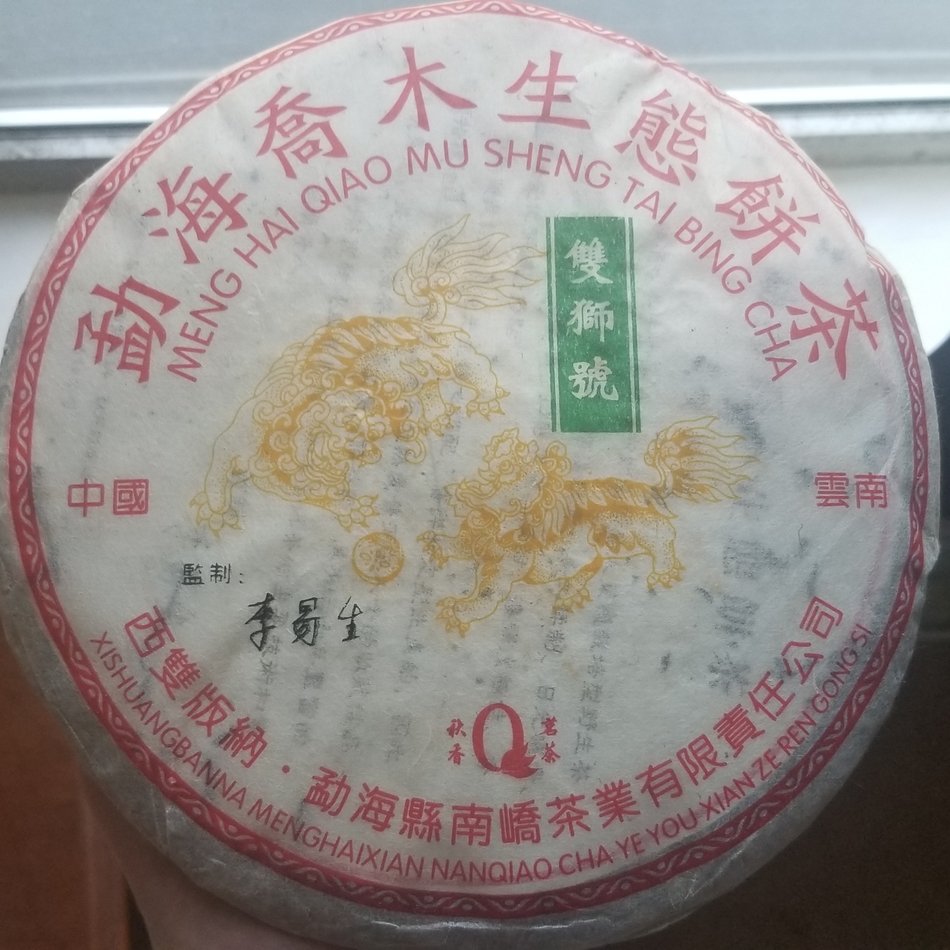 勐海喬木生態餅茶
MENG HAI QIAO MU SHENG TAI BING CHA
雙獅號
中國
雲南
監制：
李易生
秋香
Q
茗茶
西雙版納·勐海縣南嶠茶業有限責任公司
XISHUANGBANNA MENGHAIXIAN NANQIAO CHA YE YOU XIAN ZE REN GONG SI